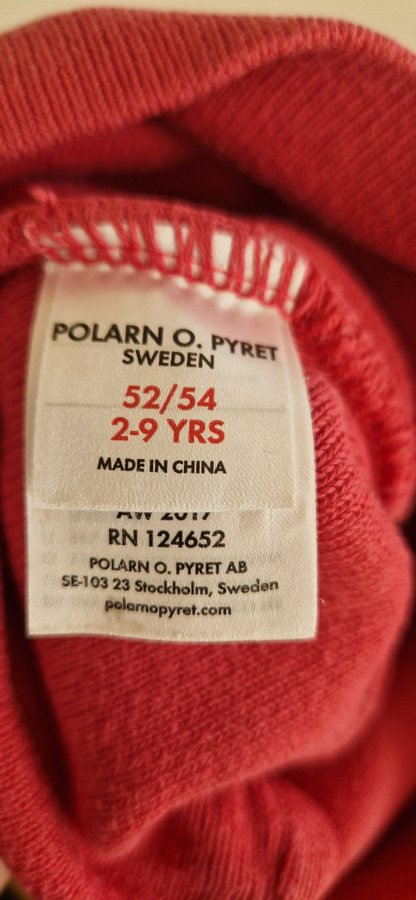 POLARN O. PYRET
SWEDEN
52/54
2-9 YRS
MADE IN CHINA
AW 2017
RN 124652
POLARN O. PYRET AB
SE-103 23 Stockholm, Sweden
polarnopyret.com